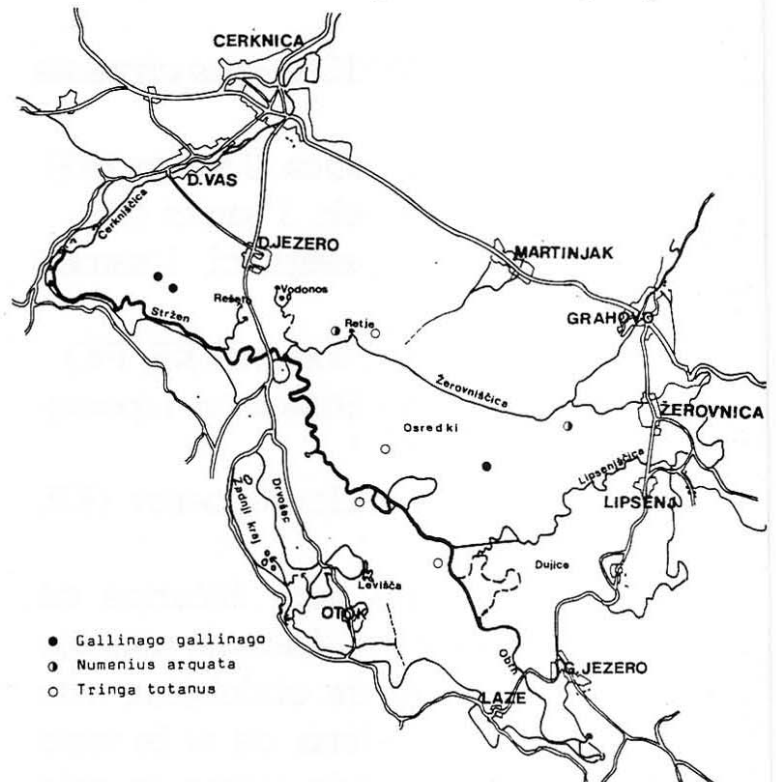 CERKNICA
D.VAS
Cerkniščica
D.JEZERO
MARTINJAK
Vodonos
Rešeto
Stržen
Retje
GRAHOVO
Žerovniščica
ŽEROVNICA
Osredki
Lipsenjščica
LIPSENJ
Zadnji kraj
Drvošec
Levišča
Dujice
OTOK
Obrh
G.JEZERO
LAZE
Gallinago gallinago
Numenius arquata
Tringa totanus